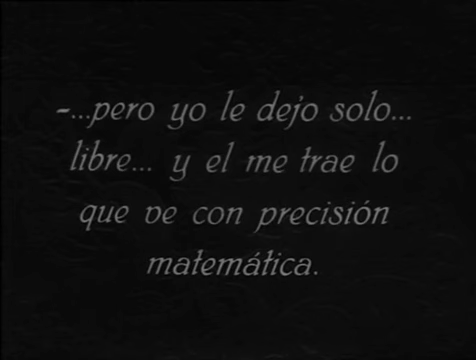 -...pero yo le dejo solo...
libre... y el me trae lo
que ve con precisión
matemática.